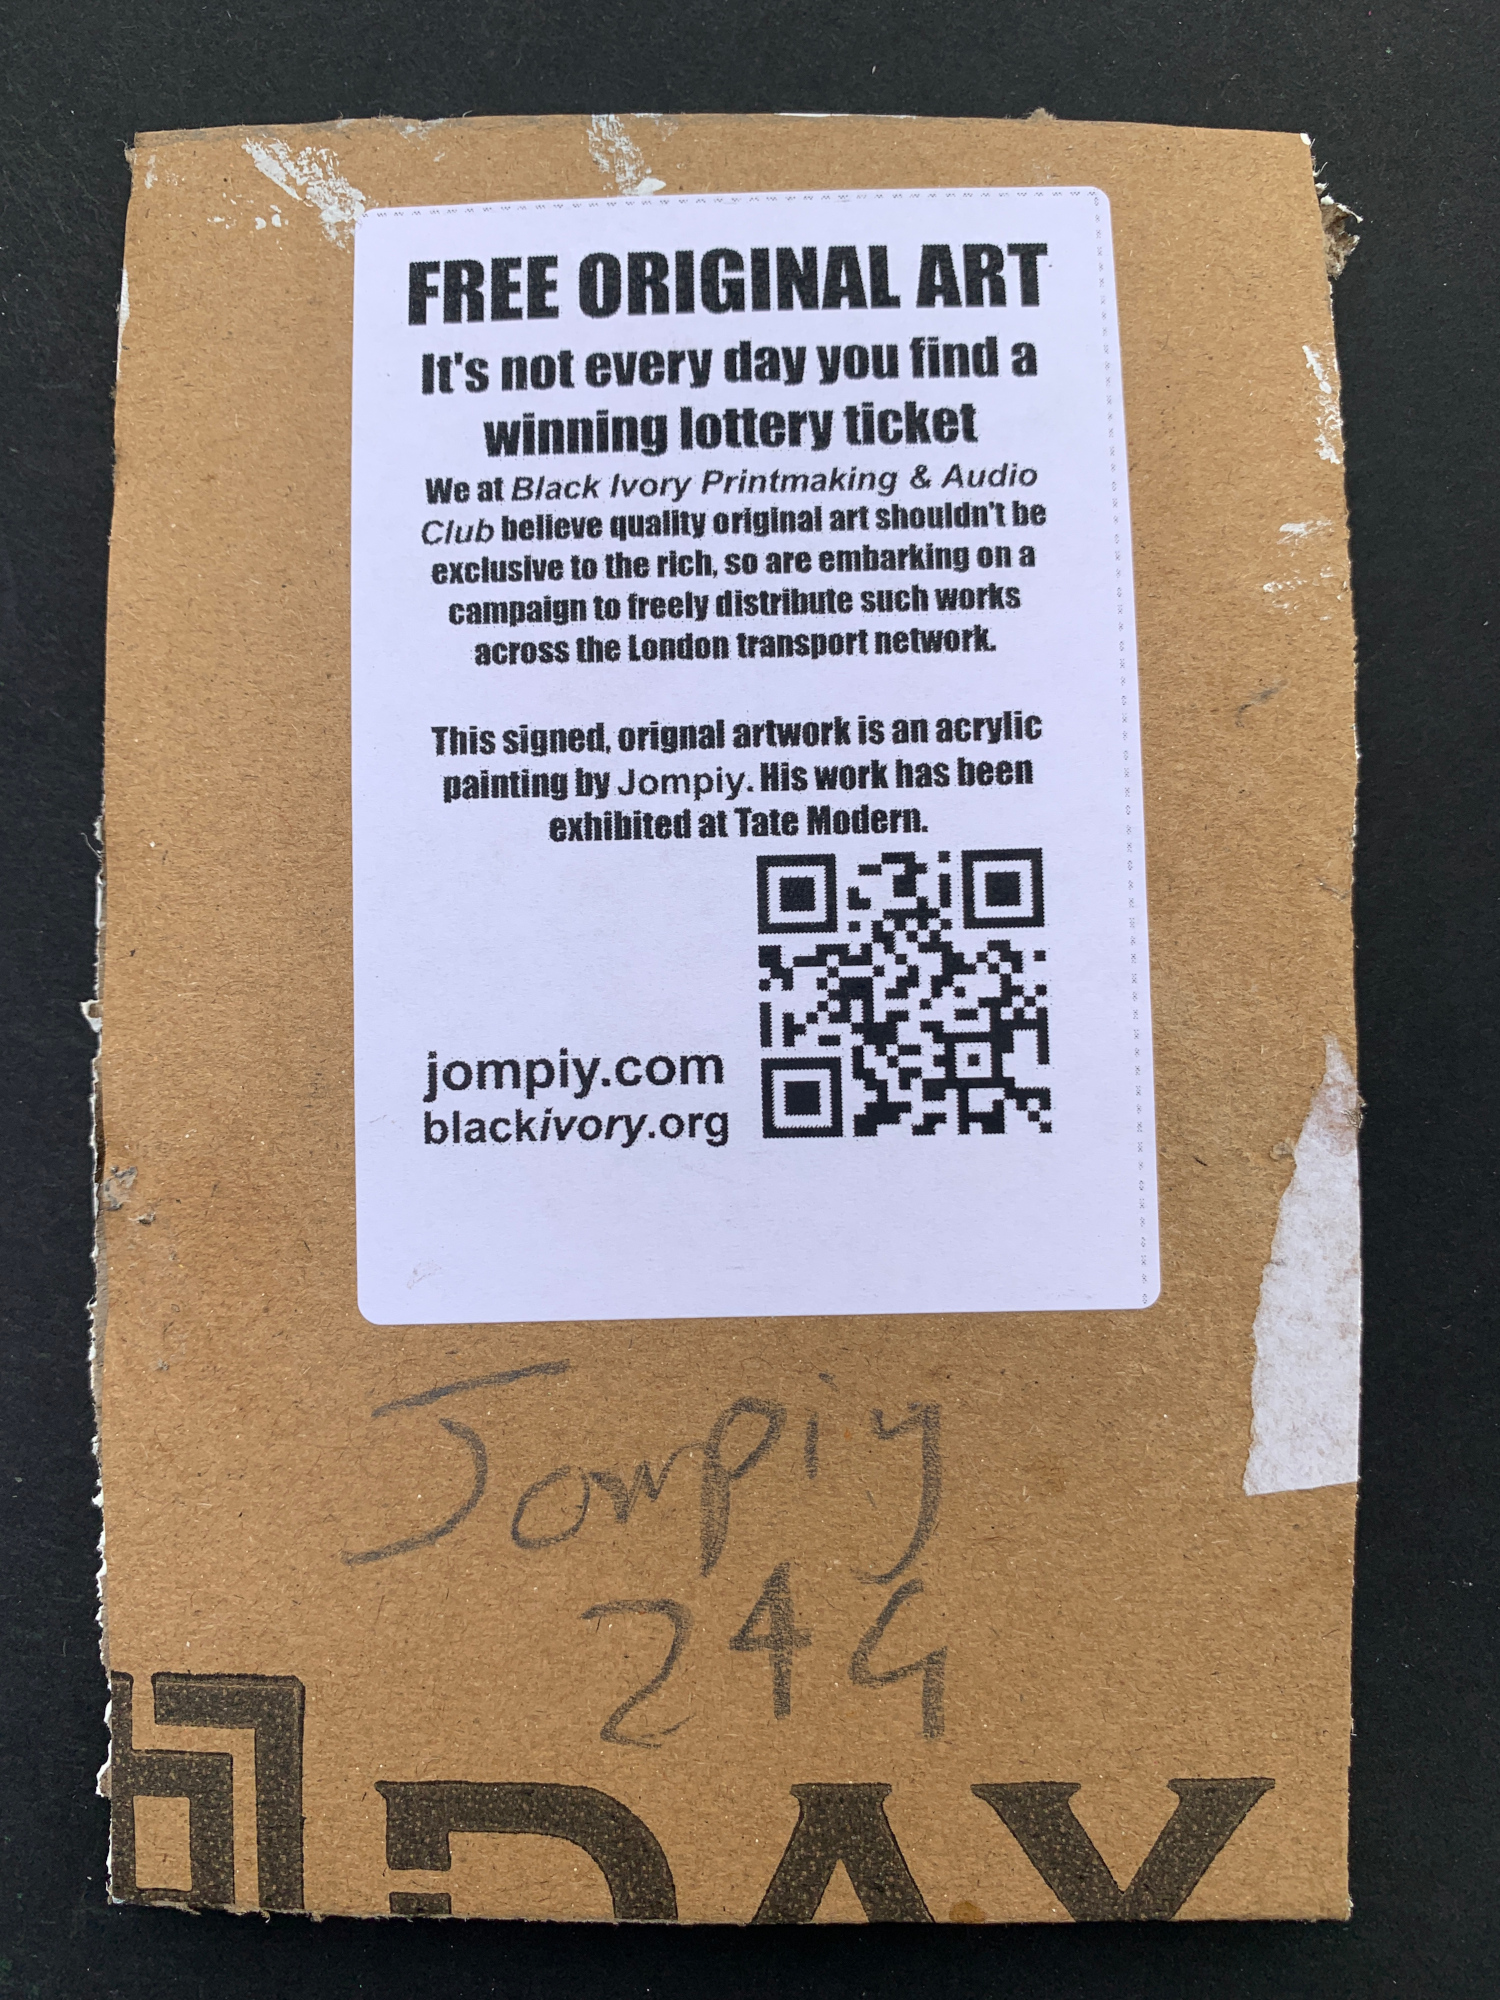 FREE ORIGINAL ART
It's not every day you find a
winning lottery ticket
We at Black Ivory Printmaking & Audio
Club believe quality original art shouldn't be
exclusive to the rich, so are embarking on a
campaign to freely distribute such works
across the London transport network.
This signed, orignal artwork is an acrylic
painting by Jompiy. His work has been
exhibited at Tate Modern.
jompiy.com
blackivory.org
Jompiy
244
DAY